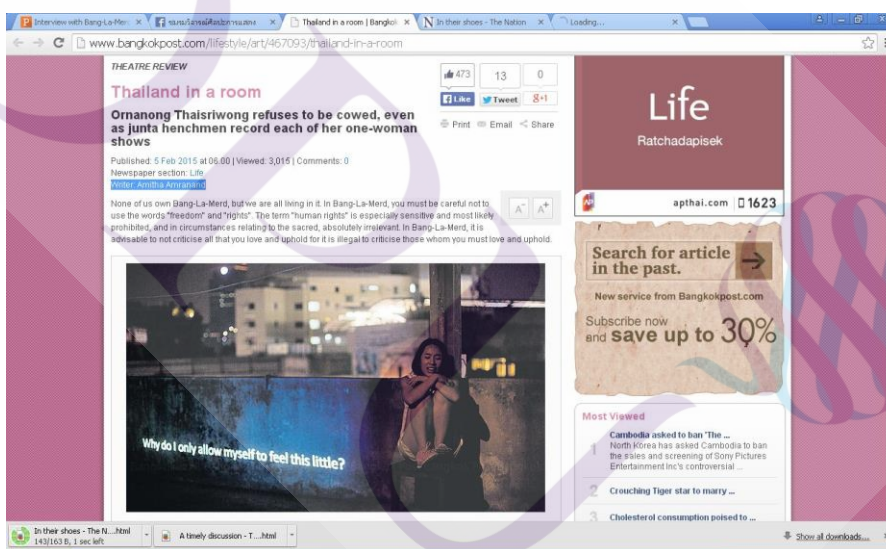 Interview with Bang-La-Mer
Thailand in a room | Bangkok
In their shoes - The Nation
Loading...
www.bangkokpost.com/lifestyle/art/467093/thailand-in-a-room
THEATRE REVIEW
Thailand in a room
Ornanong Thaisriwong refuses to be cowed, even
as junta henchmen record each of her one-woman
shows
Published: 5 Feb 2015 at 06.00 | Viewed: 3,015 | Comments: 0
Newspaper section: Life
Writer: Amitha Amranand
473
13
0
Like
Tweet
g+1
Print
Email
Share
None of us own Bang-La-Merd, but we are all living in it. In Bang-La-Merd, you must be careful not to
use the words "freedom" and "rights". The term "human rights" is especially sensitive and most likely
prohibited, and in circumstances relating to the sacred, absolutely irrelevant. In Bang-La-Merd, it is
advisable to not criticise all that you love and uphold for it is illegal to criticise those whom you must love and uphold.
A-
A+
Why do I only allow myself to feel this little?
Life
Ratchadapisek
AP
apthai.com
1623
Search for article
in the past.
New service from Bangkokpost.com
Subscribe now
and save up to 30%
Most Viewed
1
Cambodia asked to ban 'The ...
North Korea has asked Cambodia to ban
the sales and screening of Sony Pictures
Entertainment Inc's controversial ...
2
Crouching Tiger star to marry ...
3
Cholesterol consumption poised to ...
In their shoes - The N....html
143/163 B, 1 sec left
A timely discussion - T....html
Show all downloads...